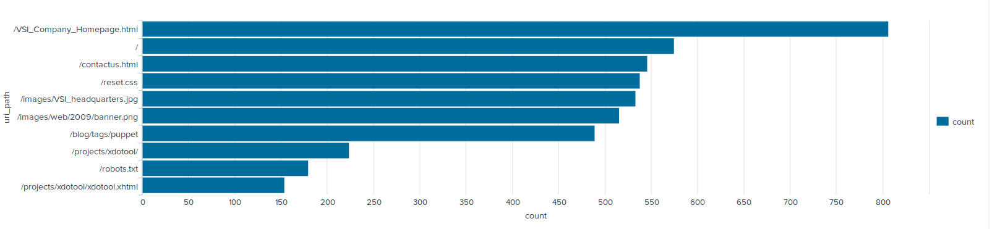 /VSI_Company_Homepage.html
/
/contactus.html
/reset.css
/images/VSI_headquarters.jpg
/images/web/2009/banner.png
/blog/tags/puppet
/projects/xdotool/
/robots.txt
/projects/xdotool/xdotool.xhtml
uri_path
0 50 100 150 200 250 300 350 400 450 500 550 600 650 700 750 800
count
count